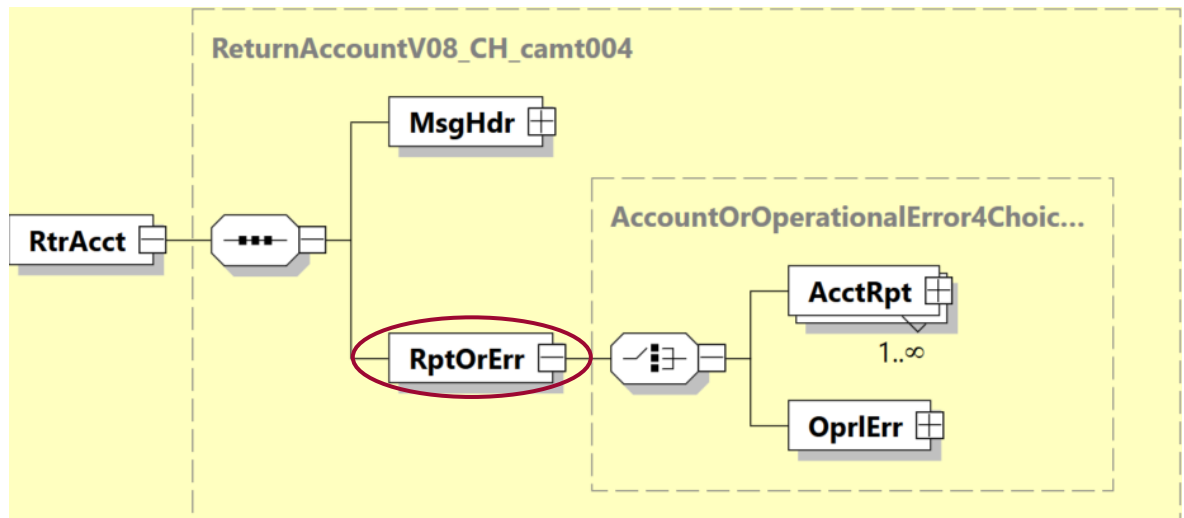 ReturnAccountV08_CH_camt004
MsgHdr
RtrAcct
AccountOrOperationalError4Choic...
AcctRpt
1..∞
RptOrErr
OprlErr